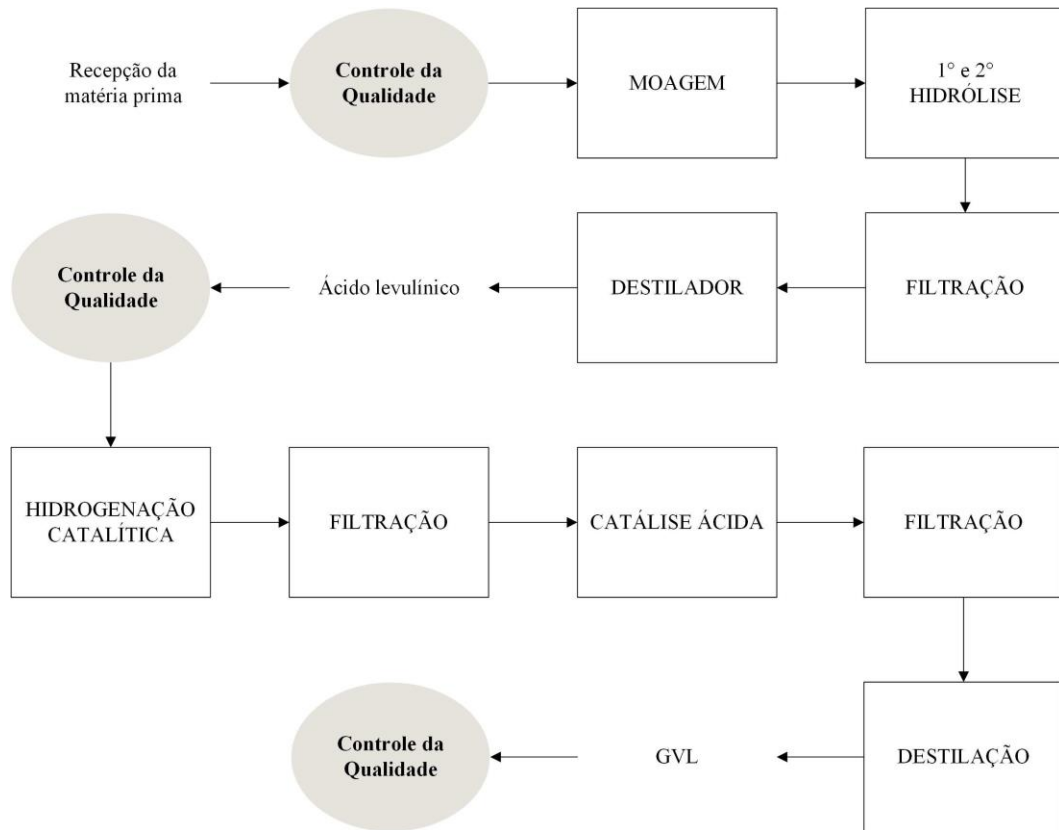 Recepção da
matéria prima
Controle da
Qualidade
MOAGEM
1° e 2°
HIDRÓLISE
FILTRAÇÃO
DESTILADOR
Ácido levulínico
Controle da
Qualidade
HIDROGENAÇÃO
CATALÍTICA
FILTRAÇÃO
CATÁLISE ÁCIDA
FILTRAÇÃO
DESTILAÇÃO
GVL
Controle da
Qualidade